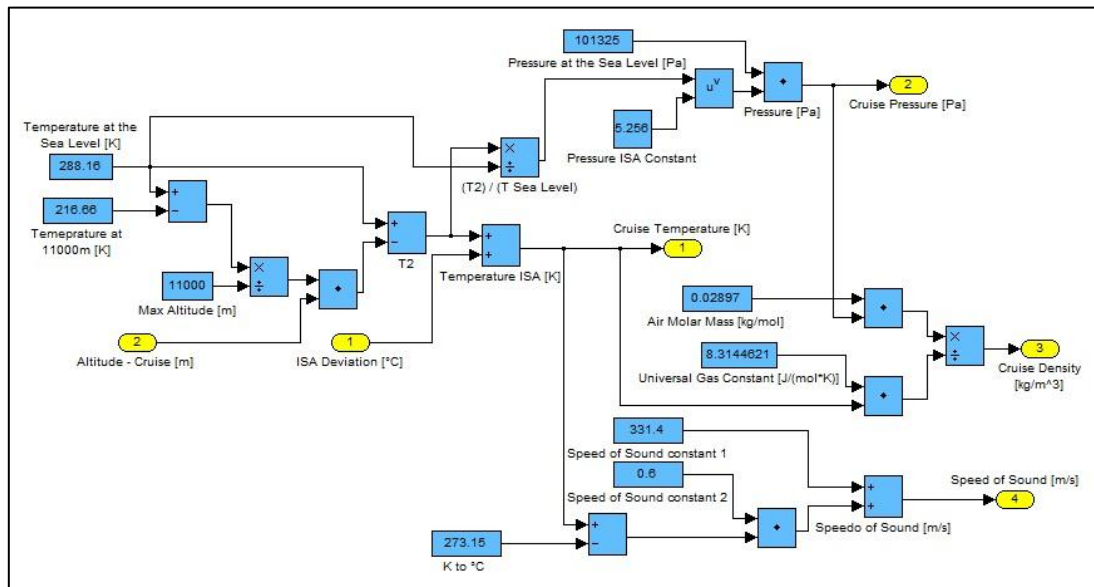 101325
Pressure at the Sea Level [Pa]
u^v
Pressure [Pa]
2
Cruise Pressure [Pa]
5.256
Pressure ISA Constant
Temperature at the
Sea Level [K]
288.16
×
÷
(T2) / (T Sea Level)
+
−
216.66
Temeprature at
11000m [K]
+
−
T2
+
+
Temperature ISA [K]
Cruise Temperature [K]
1
11000
Max Altitude [m]
×
÷
2
Altitude - Cruise [m]
1
ISA Deviation [°C]
0.02897
Air Molar Mass [kg/mol]
8.3144621
Universal Gas Constant [J/(mol*K)]
×
÷
3
Cruise Density
[kg/m^3]
331.4
Speed of Sound constant 1
0.6
Speed of Sound constant 2
+
+
Speedo of Sound [m/s]
Speed of Sound [m/s]
4
273.15
K to °C
+
−